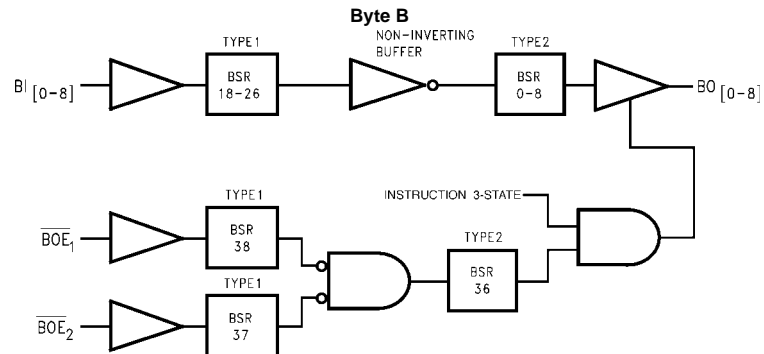 Byte B
TYPE1
NON-INVERTING
BUFFER
TYPE2
BI [0-8]
BSR
18-26
BSR
0-8
BO [0-8]
TYPE1
INSTRUCTION 3-STATE
BOE1
BSR
38
TYPE2
TYPE1
BSR
36
BOE2
BSR
37